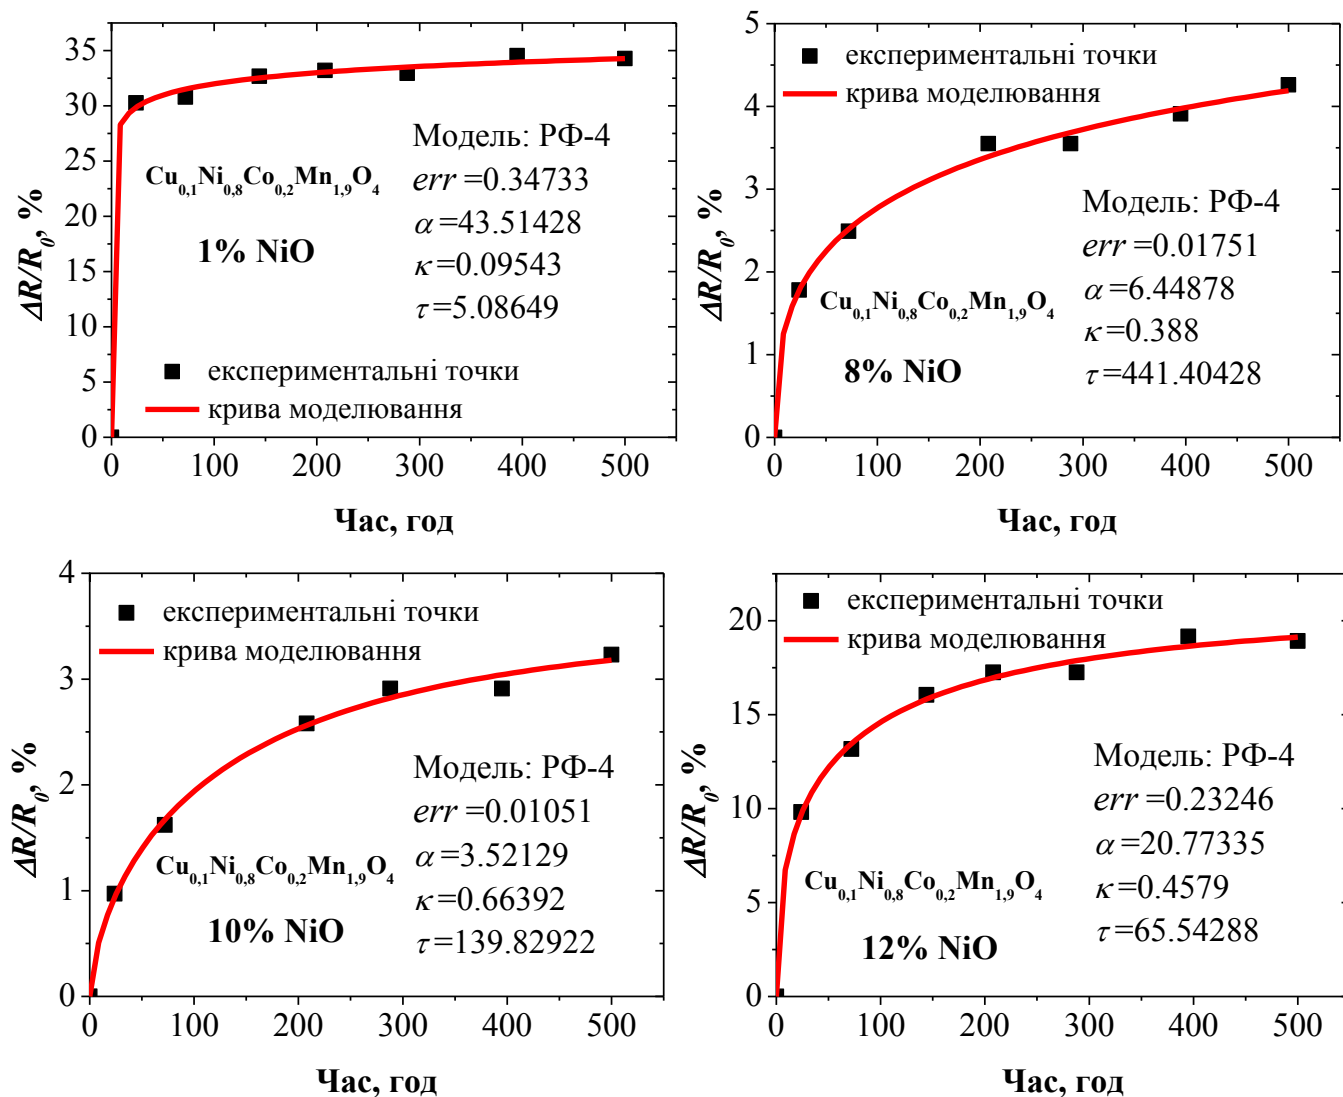 35
30
25
20
15
10
5
0
ΔR/R0, %
Модель: РФ-4
err =0.34733
α =43.51428
κ =0.09543
τ =5.08649
Cu0,1Ni0,8Co0,2Mn1,9O4
1% NiO
експериментальні точки
крива моделювання
0 100 200 300 400 500
Час, год
5
4
3
2
1
0
ΔR/R0, %
експериментальні точки
крива моделювання
Модель: РФ-4
err =0.01751
α =6.44878
κ =0.388
τ =441.40428
Cu0,1Ni0,8Co0,2Mn1,9O4
8% NiO
0 100 200 300 400 500
Час, год
4
3
2
1
0
ΔR/R0, %
експериментальні точки
крива моделювання
Модель: РФ-4
err =0.01051
α =3.52129
κ =0.66392
τ =139.82922
Cu0,1Ni0,8Co0,2Mn1,9O4
10% NiO
0 100 200 300 400 500
Час, год
20
15
10
5
0
ΔR/R0, %
експериментальні точки
крива моделювання
Модель: РФ-4
err =0.23246
α =20.77335
κ =0.4579
τ =65.54288
Cu0,1Ni0,8Co0,2Mn1,9O4
12% NiO
0 100 200 300 400 500
Час, год